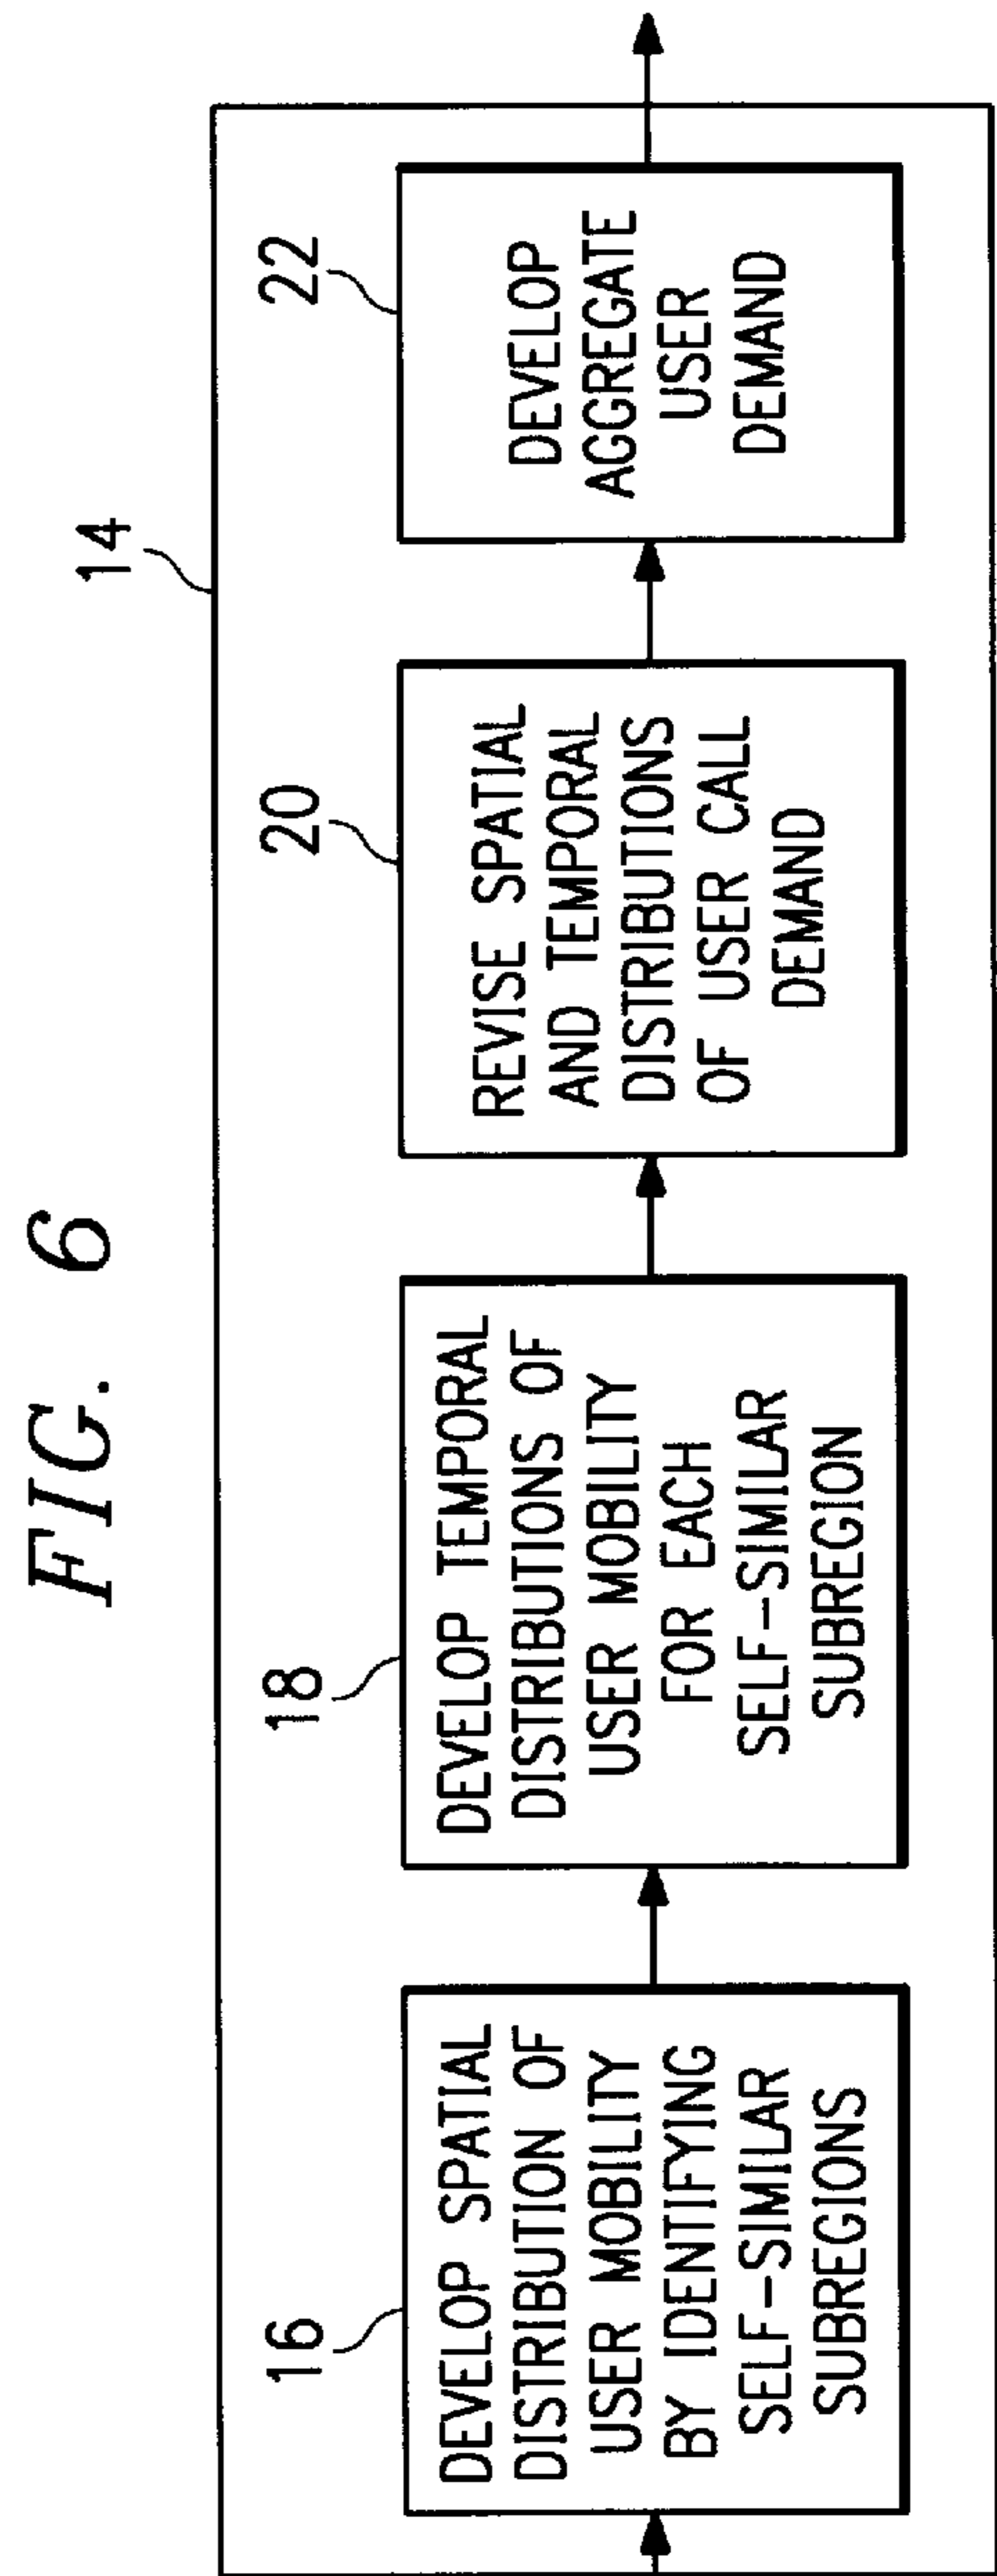 FIG. 6
14
16
DEVELOP SPATIAL
DISTRIBUTION OF
USER MOBILITY
BY IDENTIFYING
SELF-SIMILAR
SUBREGIONS
18
DEVELOP TEMPORAL
DISTRIBUTIONS OF
USER MOBILITY
FOR EACH
SELF-SIMILAR
SUBREGION
20
REVISE SPATIAL
AND TEMPORAL
DISTRIBUTIONS
OF USER CALL
DEMAND
22
DEVELOP
AGGREGATE
USER
DEMAND